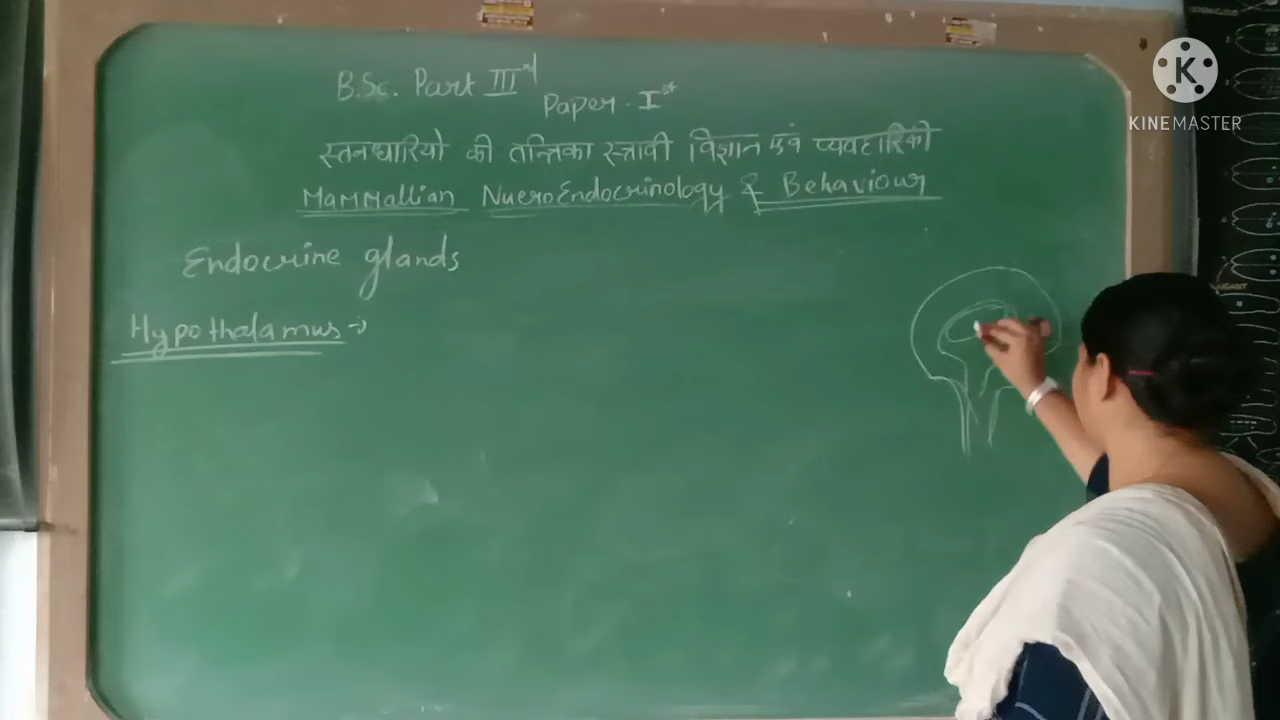 B.Sc. Part III rd
Paper. I st
स्तनधारियो की तन्त्रिका स्त्रावी विज्ञान एवं व्यवहारिकी
Mammallian NueroEndocrinology & Behaviour
Endocrine glands
Hypothalamus →
K
KINEMASTER